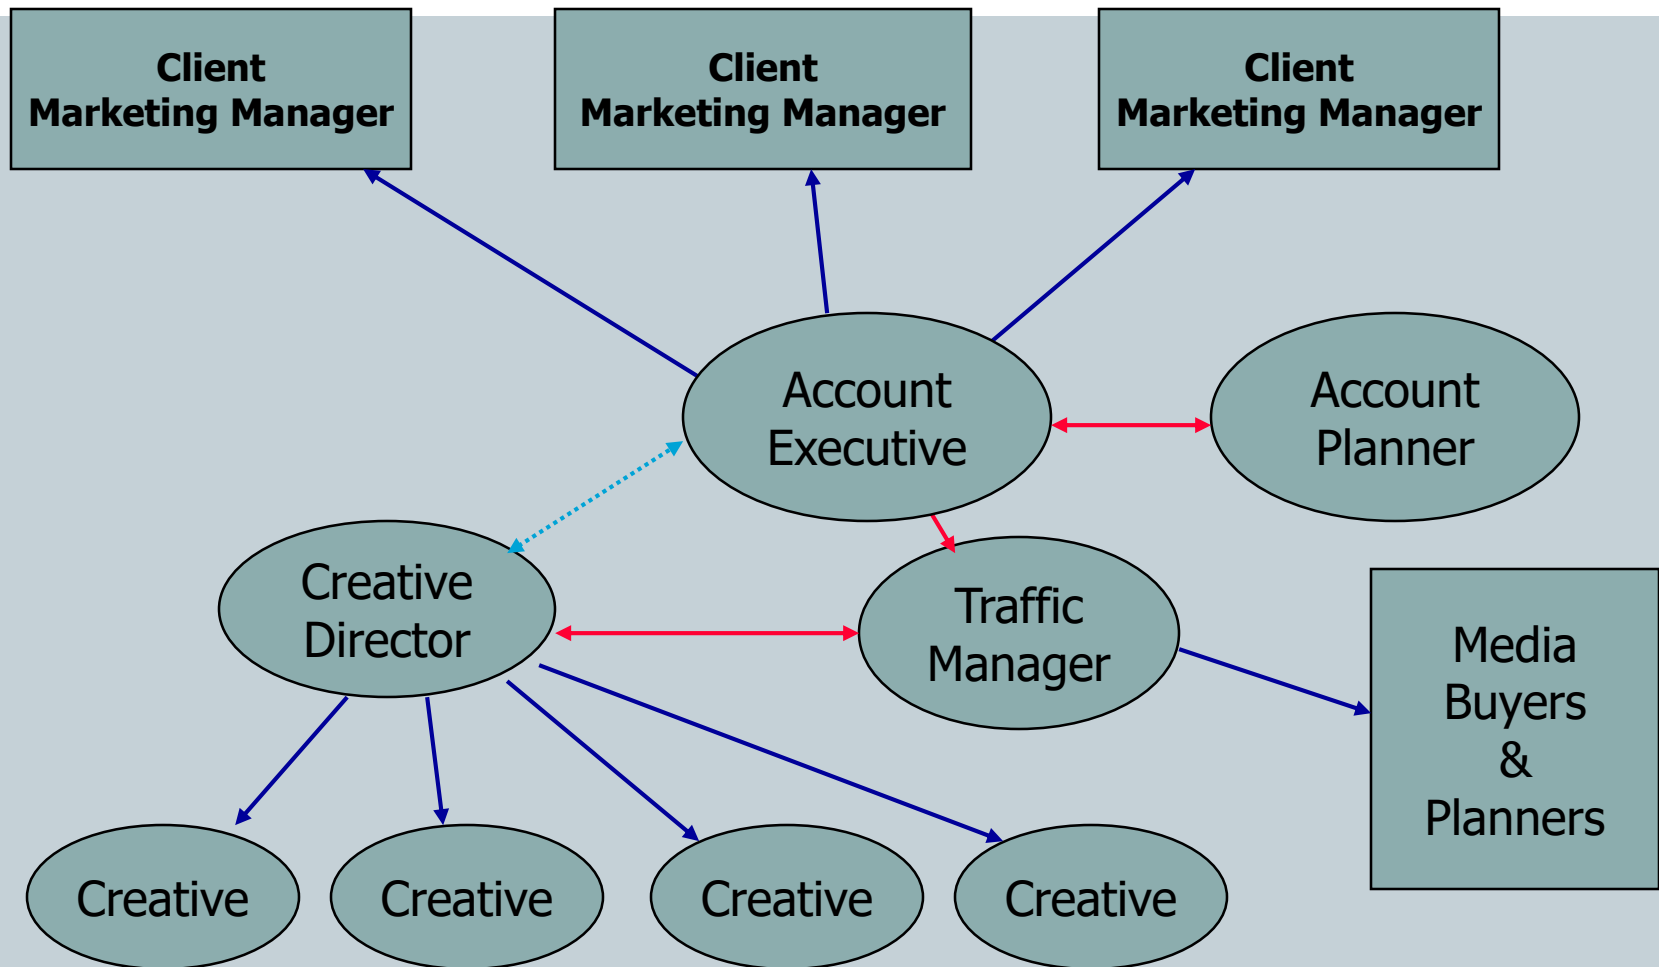 Client
Marketing Manager
Client
Marketing Manager
Client
Marketing Manager
Account
Executive
Account
Planner
Creative
Director
Traffic
Manager
Media
Buyers
&
Planners
Creative
Creative
Creative
Creative